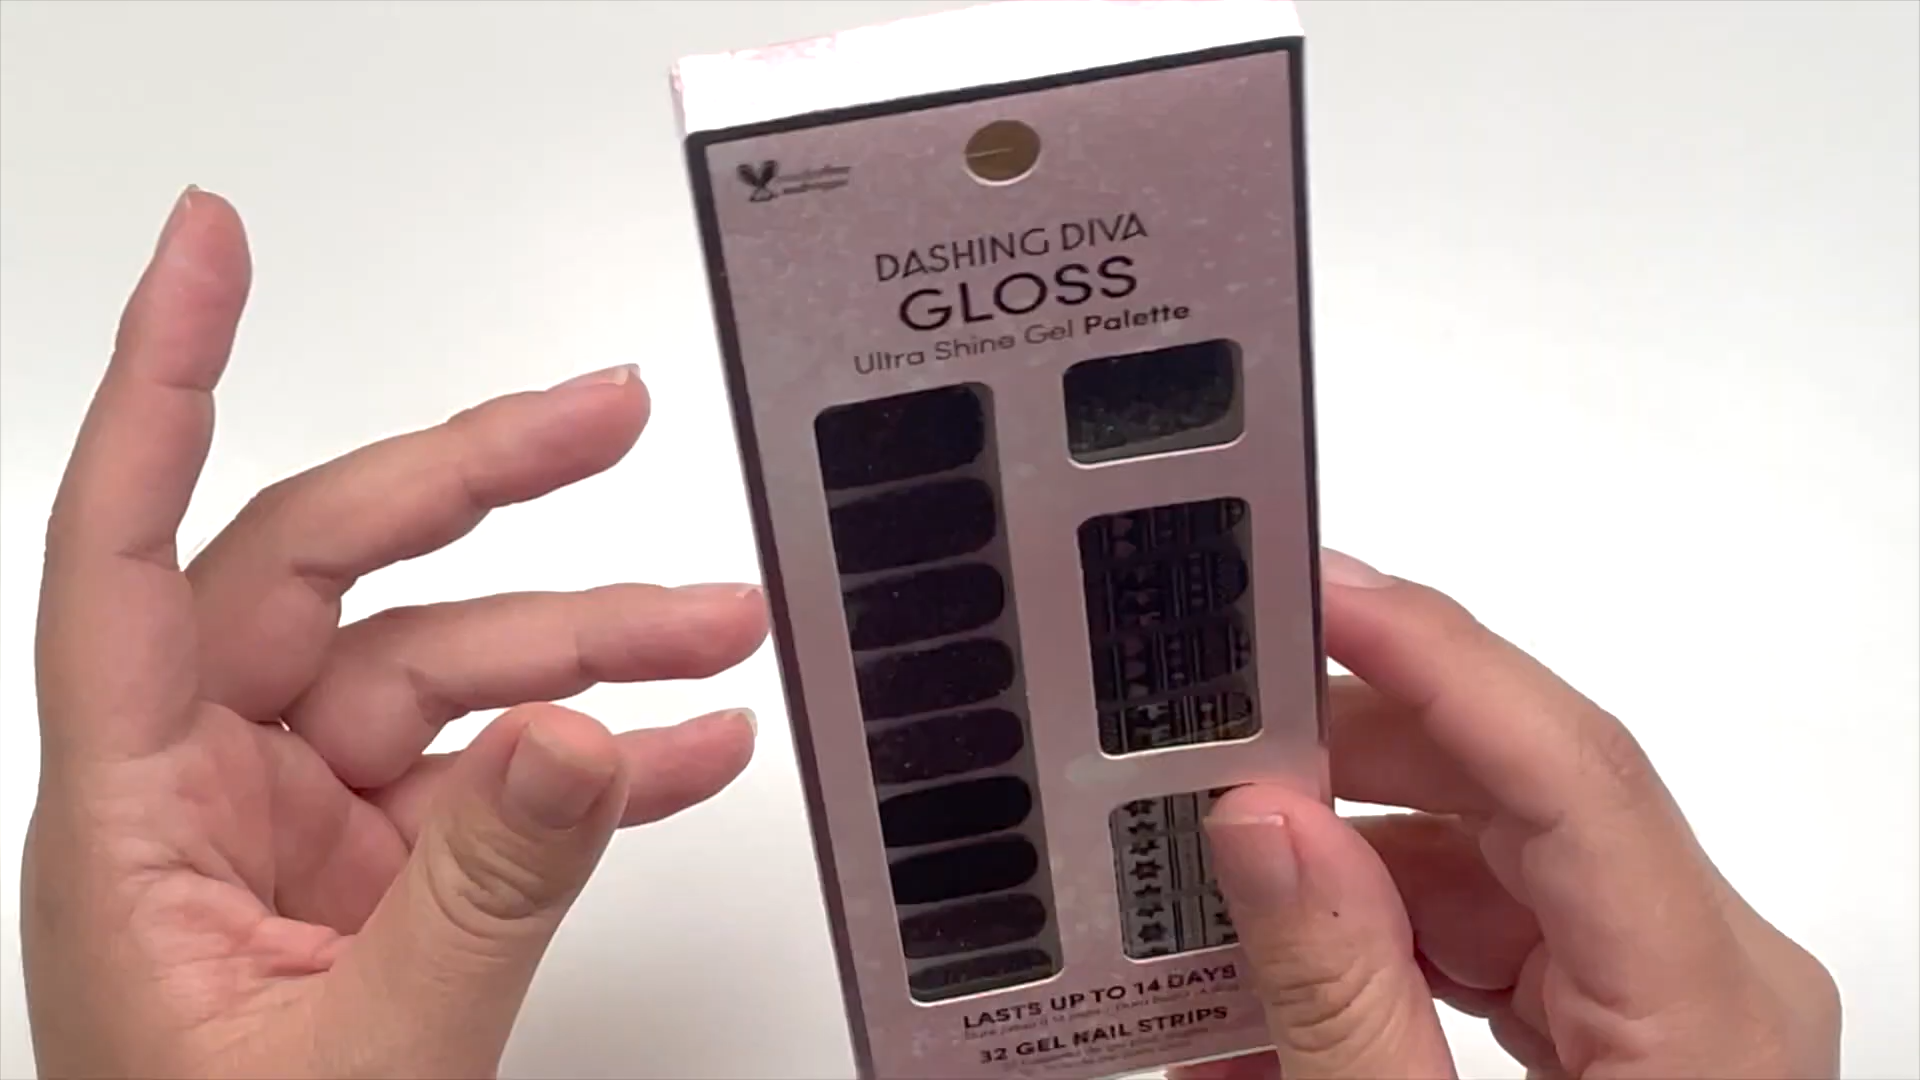 DASHING DIVA
GLOSS
Ultra Shine Gel Palette
LASTS UP TO 14 DAYS
32 GEL NAIL STRIPS